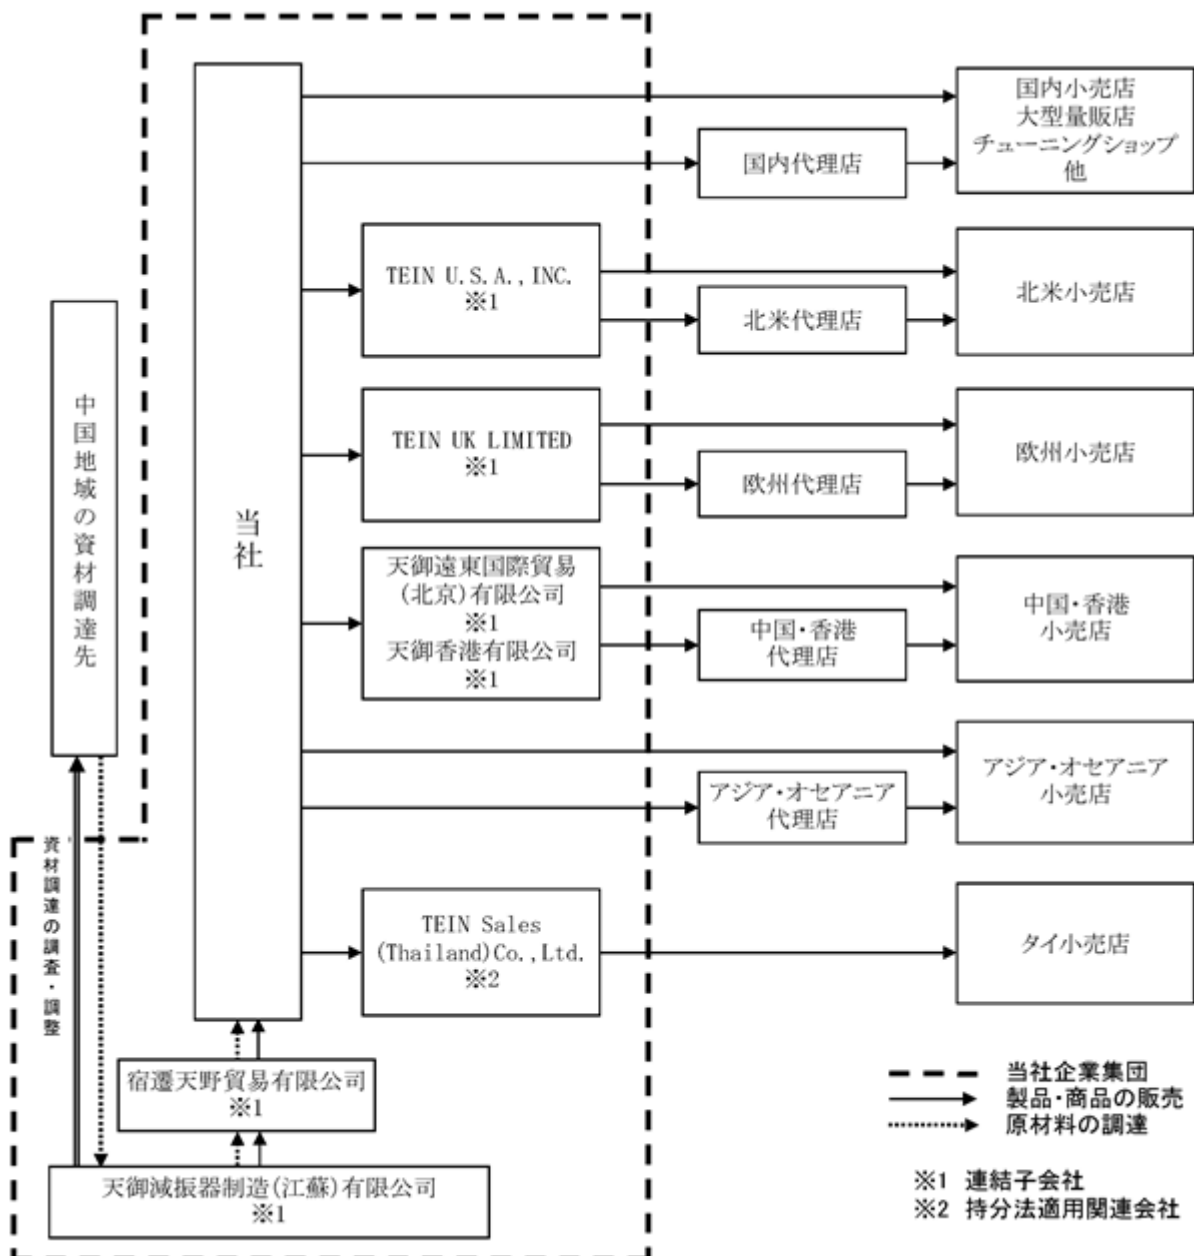 国内小売店
大型量販店
チューニングショップ
他
国内代理店
TEIN U.S.A.,INC.
※1
北米代理店
北米小売店
中国地域の資材調達先
当社
TEIN UK LIMITED
※1
欧州代理店
欧州小売店
天御遠東国際貿易
(北京)有限公司
※1
天御香港有限公司
※1
中国・香港
代理店
中国・香港
小売店
アジア・オセアニア
代理店
アジア・オセアニア
小売店
資材調達の調査・調整
TEIN Sales
(Thailand)Co.,Ltd.
※2
タイ小売店
宿遷天野貿易有限公司
※1
天御減振器制造(江蘇)有限公司
※1
当社企業集団
製品・商品の販売
原材料の調達
※1 連結子会社
※2 持分法適用関連会社